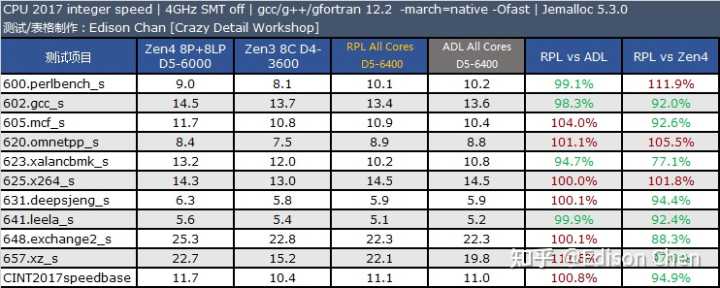 CPU 2017 integer speed | 4GHz SMT off | gcc/g++/gfortran 12.2 -march=native -Ofast | Jemalloc 5.3.0
测试/表格制作：Edison Chan [Crazy Detail Workshop]
测试项目 Zen4 8P+8LP D5-6000 Zen3 8C D4-3600 RPL All Cores D5-6400 ADL All Cores D5-6400 RPL vs ADL RPL vs Zen4
600.perlbench_s 9.0 8.1 10.1 10.2 99.1% 111.9%
602.gcc_s 14.5 13.7 13.4 13.6 98.3% 92.0%
605.mcf_s 11.7 10.8 10.9 10.4 104.0% 92.6%
620.omnetpp_s 8.4 7.5 8.9 8.8 101.1% 105.5%
623.xalancbmk_s 13.2 12.0 10.2 10.8 94.7% 77.1%
625.x264_s 14.3 13.0 14.5 14.5 100.0% 101.8%
631.deepsjeng_s 6.3 5.8 5.9 5.9 100.1% 94.4%
641.leela_s 5.6 5.4 5.1 5.2 99.9% 92.4%
648.exchange2_s 25.3 22.8 22.3 22.3 100.1% 88.3%
657.xz_s 22.7 15.2 22.1 19.8
知乎 @Edison Chen
CINT2017speedbase 11.7 10.4 11.1 11.0 100.8% 94.9%